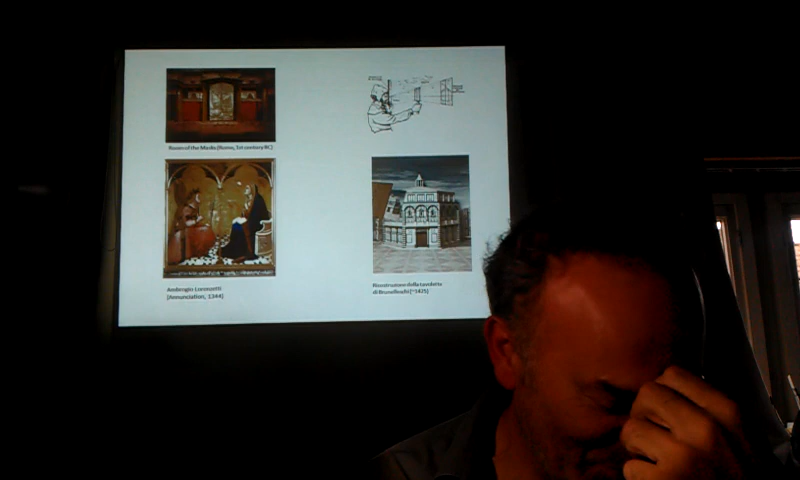 Room of the Masks (Rome, 1st century BC)
Ambrogio Lorenzetti
(Annunciation, 1344)
Ricostruzione della tavoletta
di Brunelleschi (~1425)